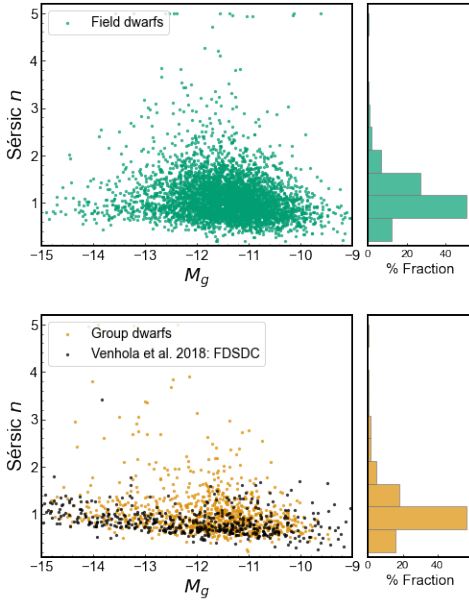 Field dwarfs
Sérsic n
5
4
3
2
1
−15 −14 −13 −12 −11 −10 −9
M_g
0 20 40
% Fraction
Group dwarfs
Venhola et al. 2018: FDSDC
Sérsic n
5
4
3
2
1
−15 −14 −13 −12 −11 −10 −9
M_g
0 20 40
% Fraction